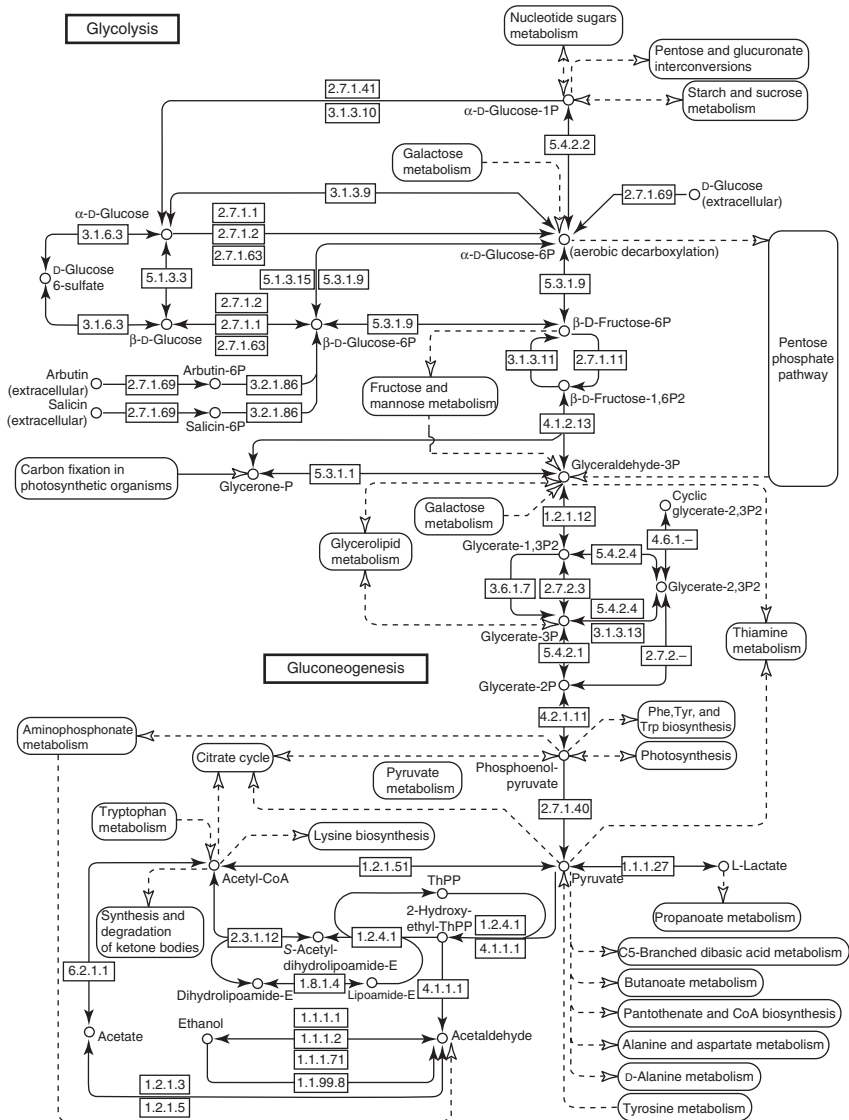 Glycolysis
Nucleotide sugars
metabolism
Pentose and glucuronate
interconversions
2.7.1.41
3.1.3.10
α-D-Glucose-1P
Starch and sucrose
metabolism
5.4.2.2
Galactose
metabolism
3.1.3.9
2.7.1.69
D-Glucose
(extracellular)
α-D-Glucose
3.1.6.3
2.7.1.1
2.7.1.2
2.7.1.63
α-D-Glucose-6P
(aerobic decarboxylation)
D-Glucose
6-sulfate
5.1.3.3
5.1.3.15
5.3.1.9
5.3.1.9
2.7.1.2
2.7.1.1
2.7.1.63
3.1.6.3
β-D-Glucose
β-D-Glucose-6P
5.3.1.9
β-D-Fructose-6P
Pentose
phosphate
pathway
3.1.3.11
2.7.1.11
Arbutin
(extracellular)
2.7.1.69
Arbutin-6P
3.2.1.86
Fructose and
mannose metabolism
β-D-Fructose-1,6P2
Salicin
(extracellular)
2.7.1.69
Salicin-6P
3.2.1.86
4.1.2.13
Carbon fixation in
photosynthetic organisms
Glycerone-P
5.3.1.1
Glyceraldehyde-3P
Galactose
metabolism
1.2.1.12
Cyclic
glycerate-2,3P2
Glycerolipid
metabolism
4.6.1.–
Glycerate-1,3P2
5.4.2.4
3.6.1.7
2.7.2.3
Glycerate-2,3P2
5.4.2.4
3.1.3.13
Glycerate-3P
Thiamine
metabolism
5.4.2.1
2.7.2.–
Gluconeogenesis
Glycerate-2P
4.2.1.11
Phe,Tyr, and
Trp biosynthesis
Aminophosphonate
metabolism
Citrate cycle
Pyruvate
metabolism
Phosphoenol-
pyruvate
Photosynthesis
2.7.1.40
Tryptophan
metabolism
Lysine biosynthesis
Acetyl-CoA
1.2.1.51
Pyruvate
1.1.1.27
L-Lactate
ThPP
Synthesis and
degradation
of ketone bodies
2-Hydroxy-
ethyl-ThPP
Propanoate metabolism
2.3.1.12
S-Acetyl-
dihydrolipoamide-E
1.2.4.1
1.2.4.1
4.1.1.1
C5-Branched dibasic acid metabolism
6.2.1.1
Dihydrolipoamide-E
1.8.1.4
Lipoamide-E
4.1.1.1
Butanoate metabolism
Pantothenate and CoA biosynthesis
Acetate
Ethanol
1.1.1.1
1.1.1.2
1.1.1.71
1.1.99.8
Acetaldehyde
Alanine and aspartate metabolism
D-Alanine metabolism
1.2.1.3
1.2.1.5
Tyrosine metabolism